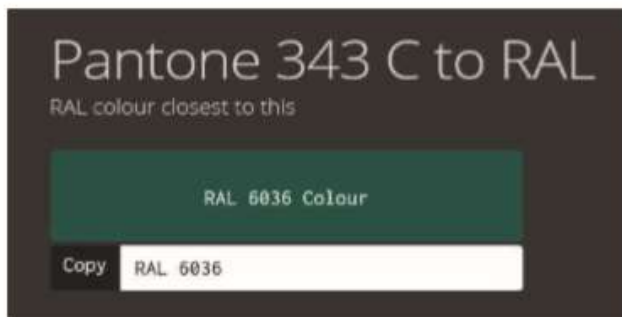 Pantone 343 C to RAL
RAL colour closest to this
RAL 6036 Colour
Copy
RAL 6036